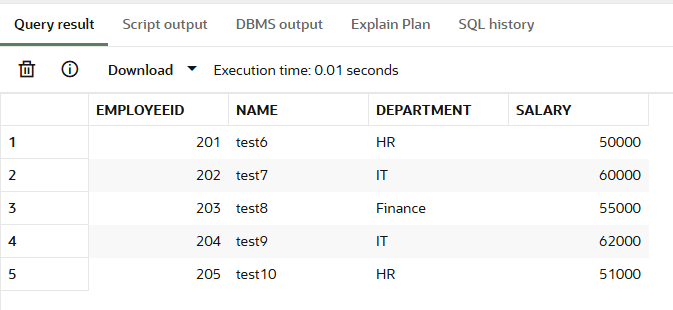 Query result Script output DBMS output Explain Plan SQL history
Download Execution time: 0.01 seconds
EMPLOYEEID NAME DEPARTMENT SALARY
1 201 test6 HR 50000
2 202 test7 IT 60000
3 203 test8 Finance 55000
4 204 test9 IT 62000
5 205 test10 HR 51000